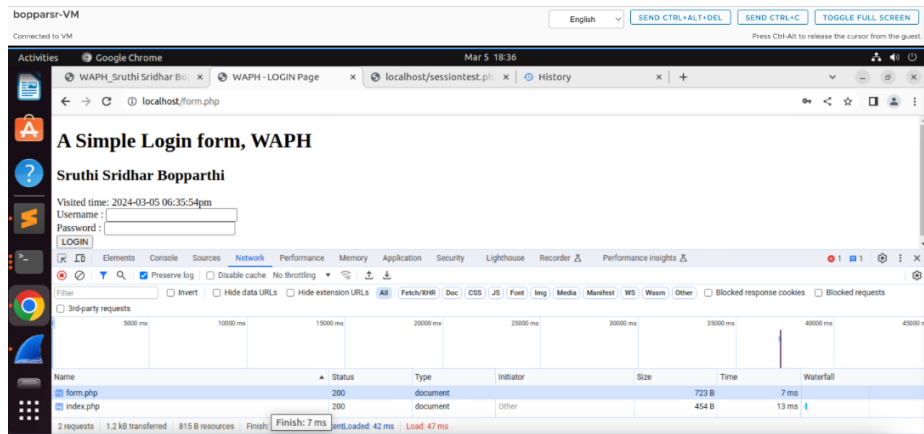 bopparsr-VM
English
SEND CTRL+ALT+DEL
SEND CTRL+C
TOGGLE FULL SCREEN
Connected to VM
Press Ctrl-Alt to release the cursor from the guest.
Activities Google Chrome Mar 5 18:36
WAPH_Sruthi Sridhar Bo WAPH - LOGIN Page localhost/sessiontest.ph History
localhost/form.php
A Simple Login form, WAPH
Sruthi Sridhar Bopparthi
Visited time: 2024-03-05 06:35:54pm
Username :
Password :
LOGIN
Elements Console Sources Network Performance Memory Application Security Lighthouse Recorder Performance insights 1 1
Preserve log Disable cache No throttling
Filter Invert Hide data URLs Hide extension URLs All Fetch/XHR Doc CSS JS Font Img Media Manifest WS Wasm Other Blocked response cookies Blocked requests
3rd-party requests
5000 ms 10000 ms 15000 ms 20000 ms 25000 ms 30000 ms 35000 ms 40000 ms 45000
Name Status Type Initiator Size Time Waterfall
form.php 200 document 723 B 7 ms
index.php 200 document Other 454 B 13 ms
2 requests 1.2 kB transferred 815 B resources Finish: Finish: 7 ms entLoaded: 42 ms Load: 47 ms